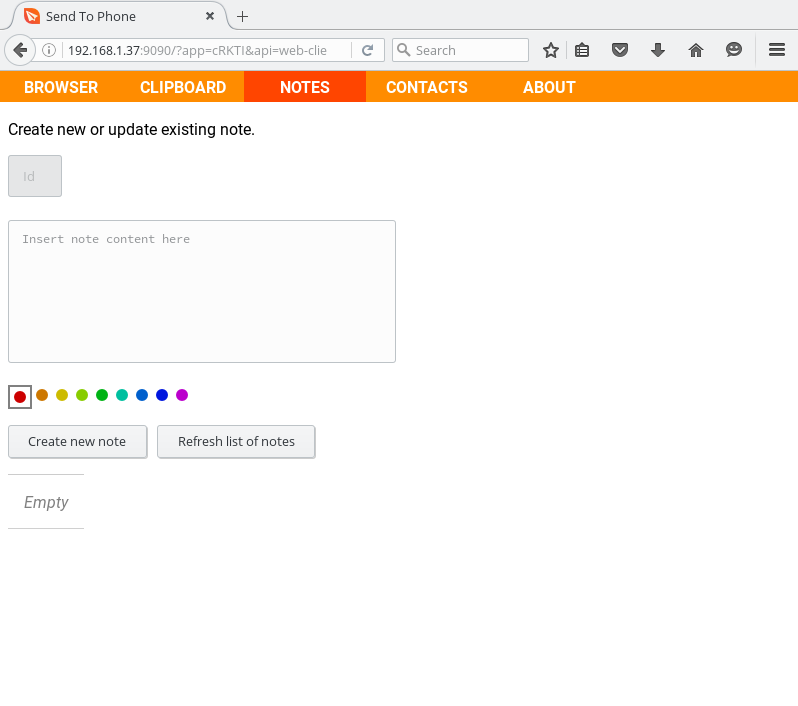 Send To Phone
192.168.1.37:9090/?app=cRKTI&api=web-clie
Search
BROWSER CLIPBOARD NOTES CONTACTS ABOUT
Create new or update existing note.
Id
Insert note content here
Create new note Refresh list of notes
Empty